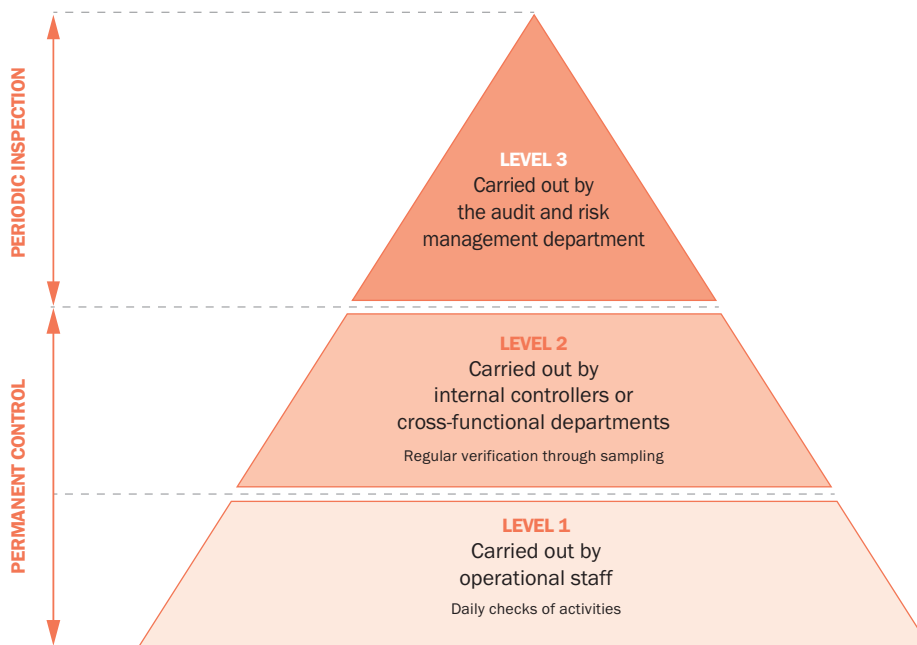 PERIODIC INSPECTION
LEVEL 3
Carried out by
the audit and risk
management department
PERMANENT CONTROL
LEVEL 2
Carried out by
internal controllers or
cross-functional departments
Regular verification through sampling
LEVEL 1
Carried out by
operational staff
Daily checks of activities